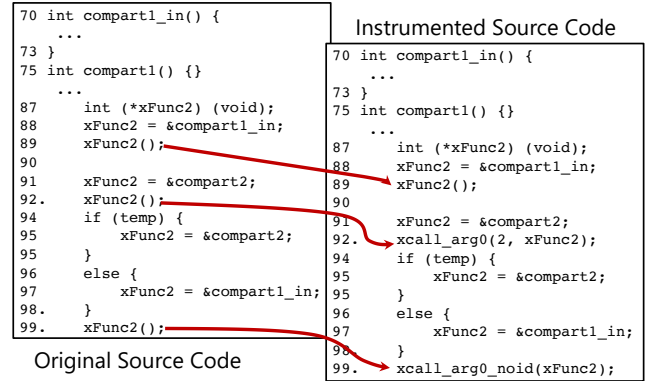 70 int compart1_in() {
...
73 }
75 int compart1() {}
...
87 int (*xFunc2) (void);
88 xFunc2 = &compart1_in;
89 xFunc2();
90
91 xFunc2 = &compart2;
92. xFunc2();
94 if (temp) {
95 xFunc2 = &compart2;
95 }
96 else {
97 xFunc2 = &compart1_in;
98. }
99. xFunc2();
Original Source Code
Instrumented Source Code
70 int compart1_in() {
...
73 }
75 int compart1() {}
...
87 int (*xFunc2) (void);
88 xFunc2 = &compart1_in;
89 xFunc2();
90
91 xFunc2 = &compart2;
92. xcall_arg0(2, xFunc2);
94 if (temp) {
95 xFunc2 = &compart2;
95 }
96 else {
97 xFunc2 = &compart1_in;
98. }
99. xcall_arg0_noid(xFunc2);